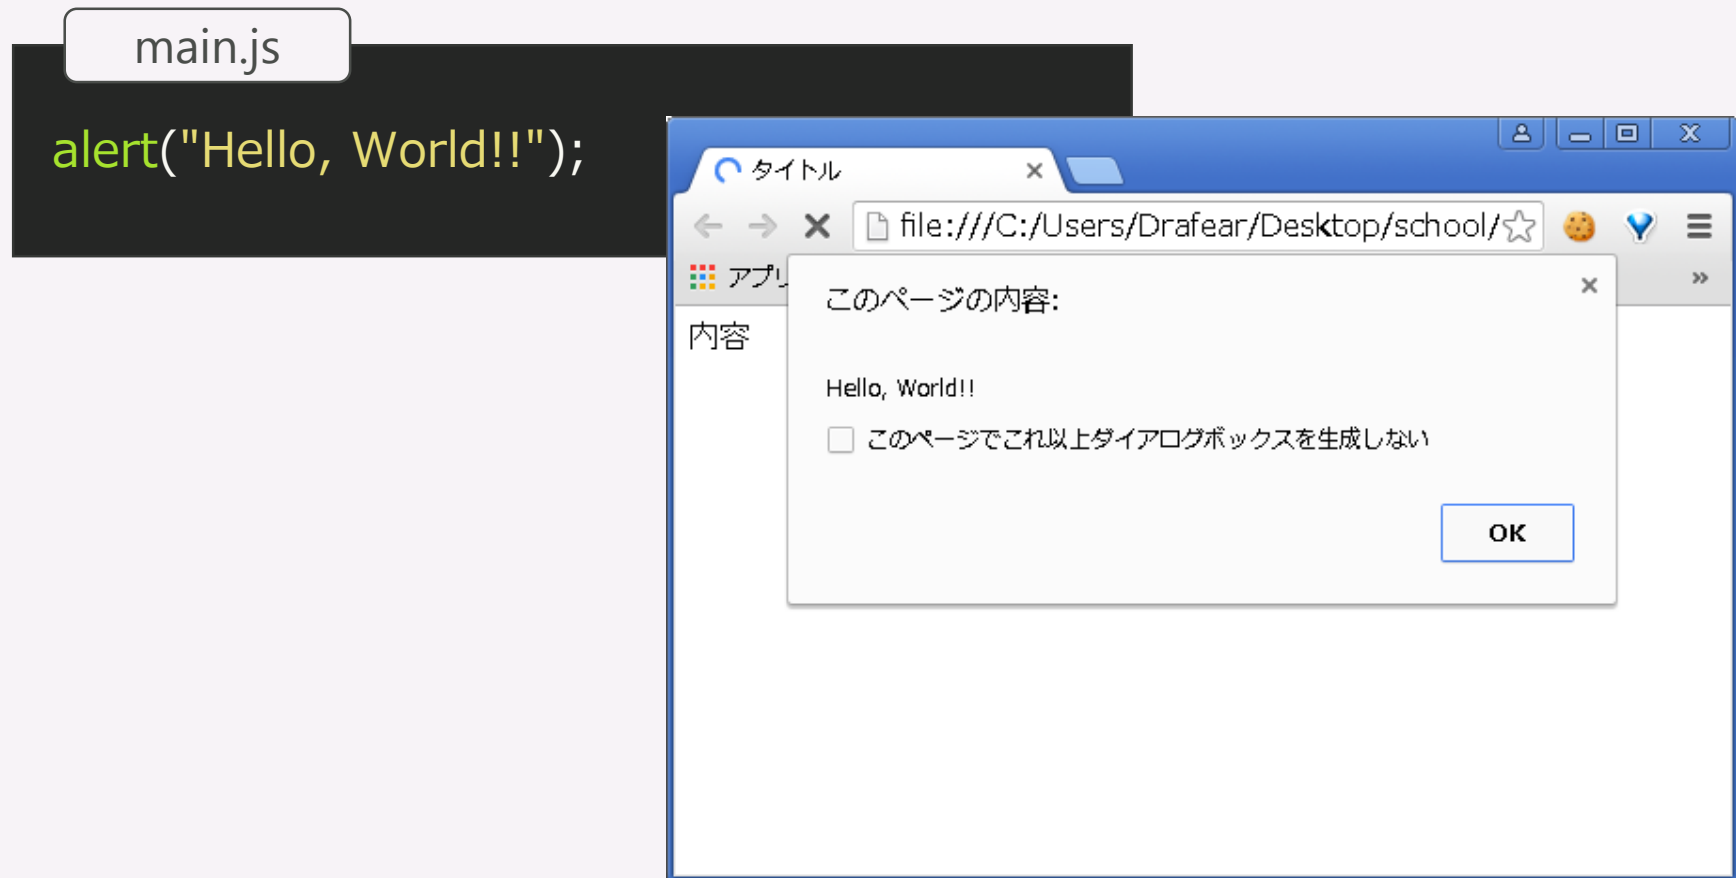 main.js
alert("Hello, World!!");
タイトル
file:///C:/Users/Drafear/Desktop/school/
アプリ
内容
このページの内容:
Hello, World!!
このページでこれ以上ダイアログボックスを生成しない
OK